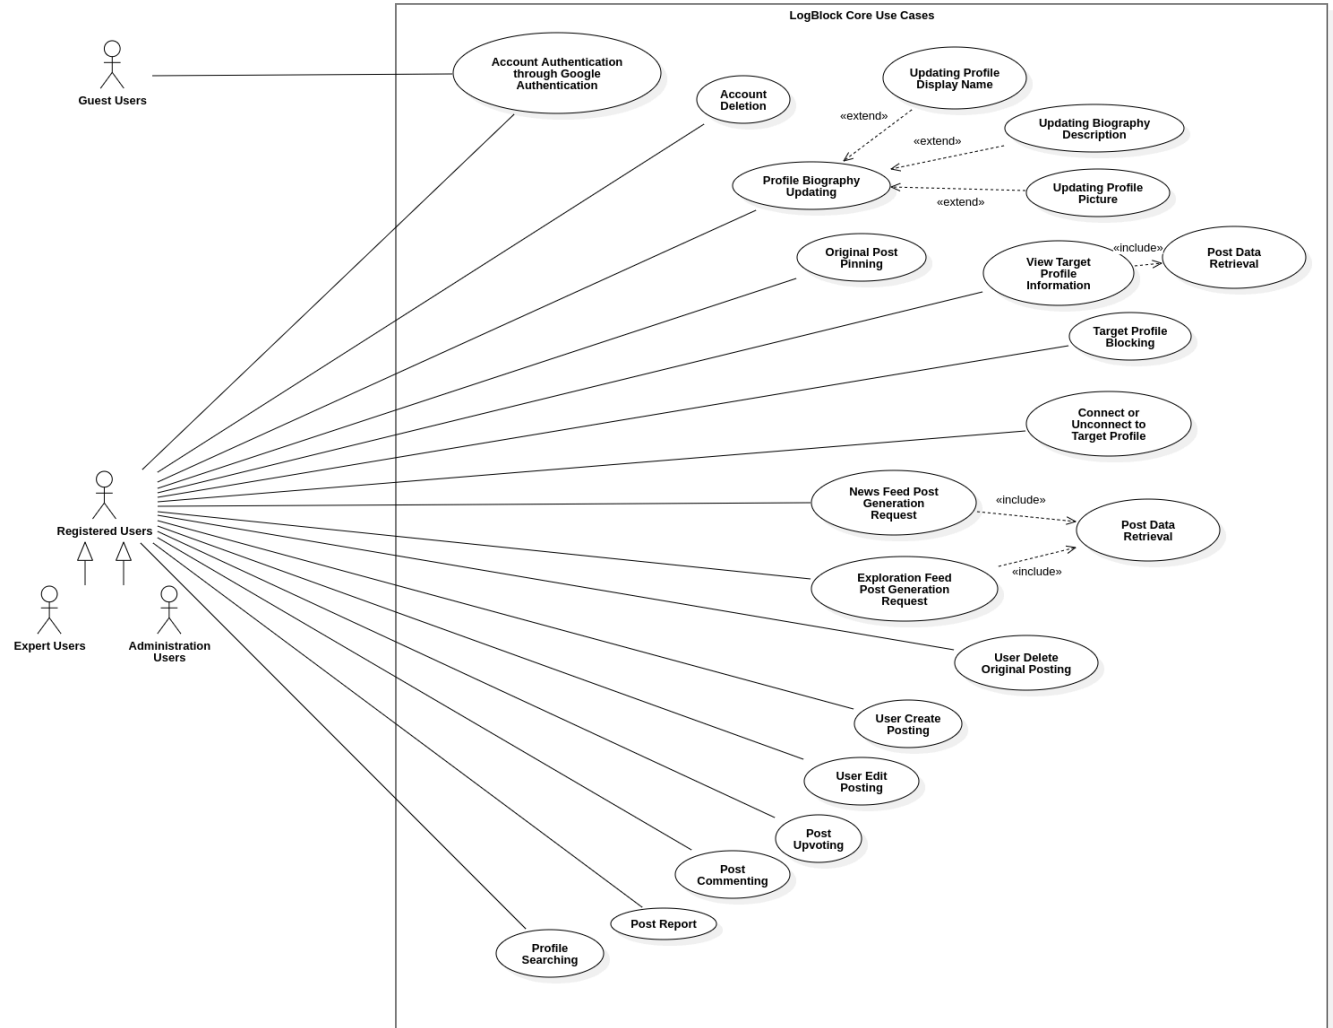 LogBlock Core Use Cases
Guest Users
Account Authentication
through Google
Authentication
Account
Deletion
Updating Profile
Display Name
«extend»
Updating Biography
Description
«extend»
Profile Biography
Updating
Updating Profile
Picture
«extend»
Original Post
Pinning
View Target
Profile
Information
«include»
Post Data
Retrieval
Target Profile
Blocking
Connect or
Unconnect to
Target Profile
Registered Users
News Feed Post
Generation
Request
«include»
Post Data
Retrieval
Exploration Feed
Post Generation
Request
«include»
Expert Users
Administration
Users
User Delete
Original Posting
User Create
Posting
User Edit
Posting
Post
Upvoting
Post
Commenting
Post Report
Profile
Searching